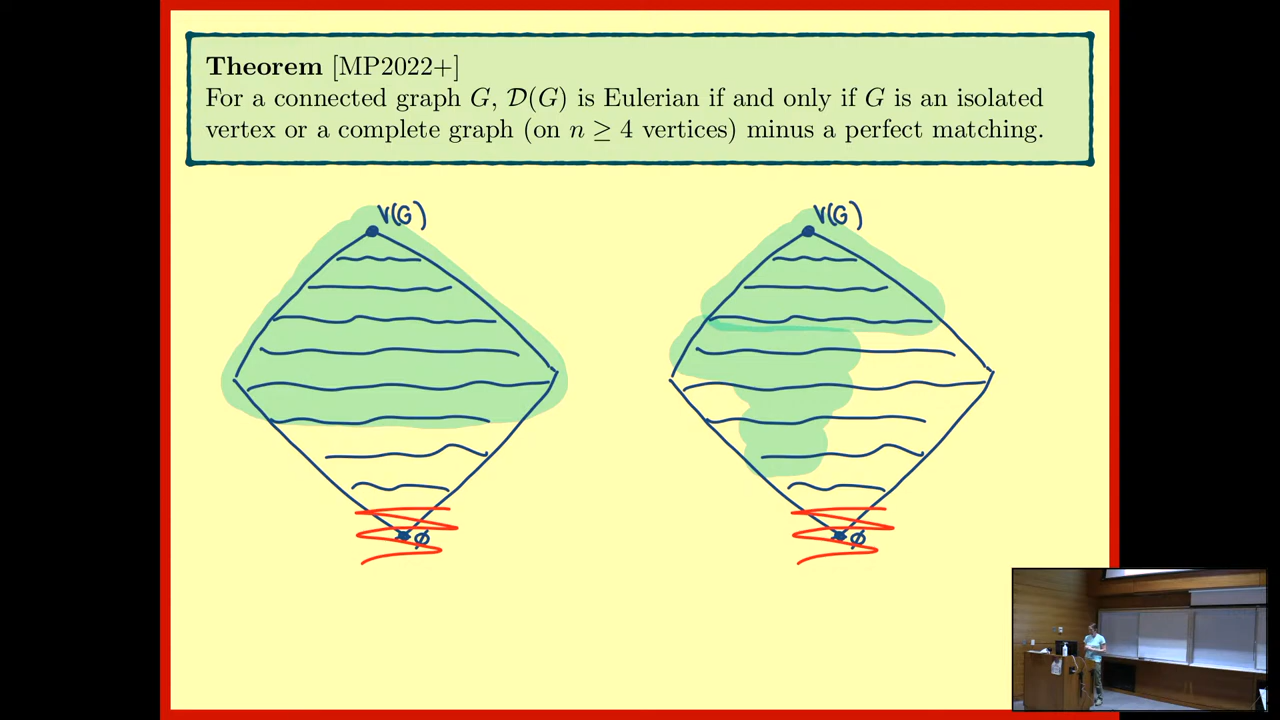 Theorem [MP2022+]
For a connected graph G, 𝒟(G) is Eulerian if and only if G is an isolated
vertex or a complete graph (on n ≥ 4 vertices) minus a perfect matching.
V(G) V(G)
∅ ∅